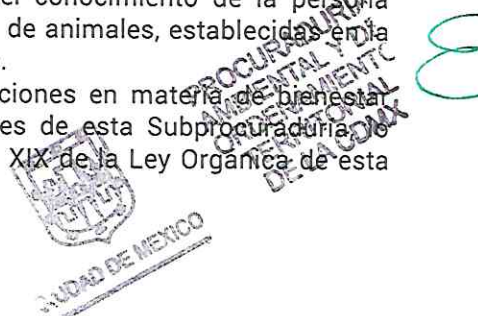 er conocimiento de la persona
de animales, establecidas en la
.
ciones en materia de bienestar
es de esta Subprocuraduría, lo
XIX de la Ley Orgánica de esta
PROCURADURÍA
AMBIENTAL Y DEL
ORDENAMIENTO
TERRITORIAL
DE LA CDMX
CIUDAD DE MÉXICO